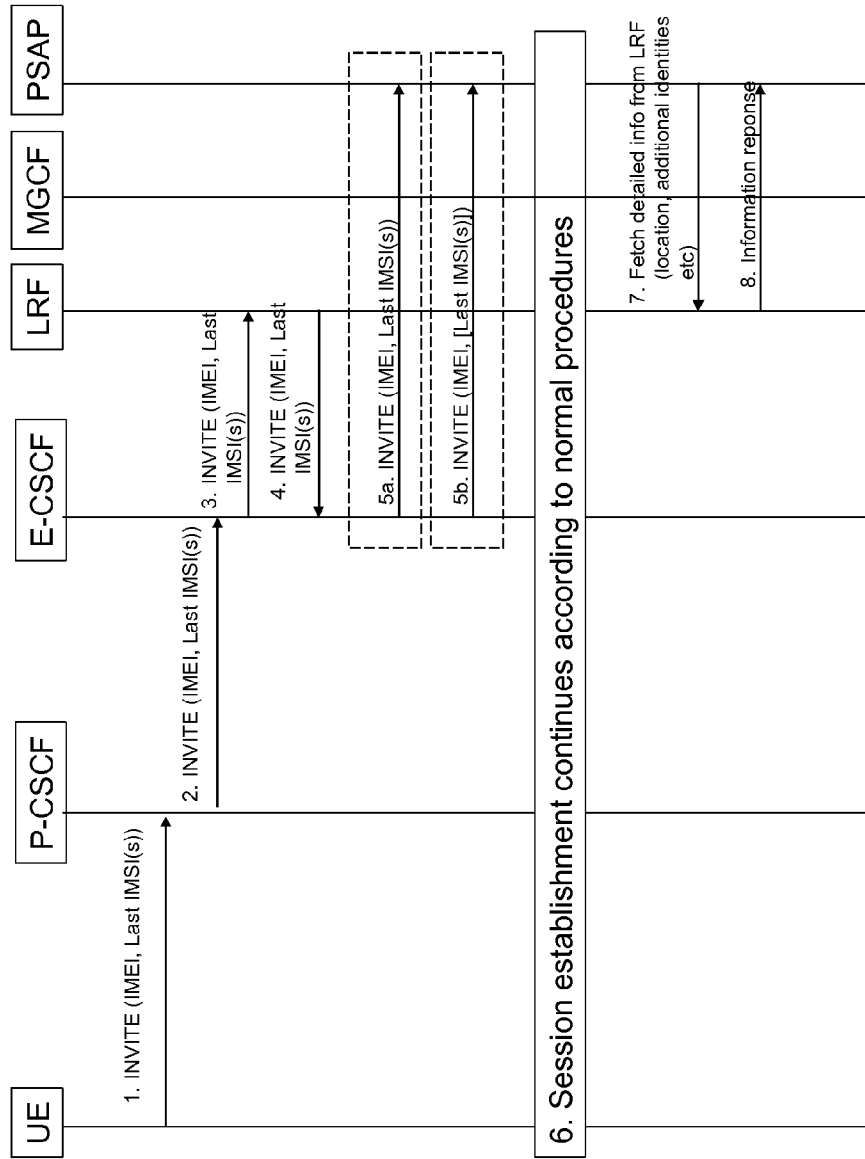 UE
P-CSCF
E-CSCF
LRF
MGCF
PSAP
1. INVITE (IMEI, Last IMSI(s))
2. INVITE (IMEI, Last IMSI(s))
3. INVITE (IMEI, Last
IMSI(s))
4. INVITE (IMEI, Last
IMSI(s))
5a. INVITE (IMEI, Last IMSI(s))
5b. INVITE (IMEI, [Last IMSI(s)])
6. Session establishment continues according to normal procedures
7. Fetch detailed info from LRF
(location, additional identities
etc)
8. Information reponse